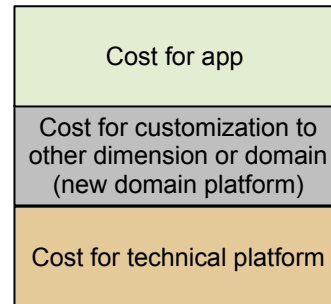 Cost for app
Cost for customization to
other dimension or domain
(new domain platform)
Cost for technical platform